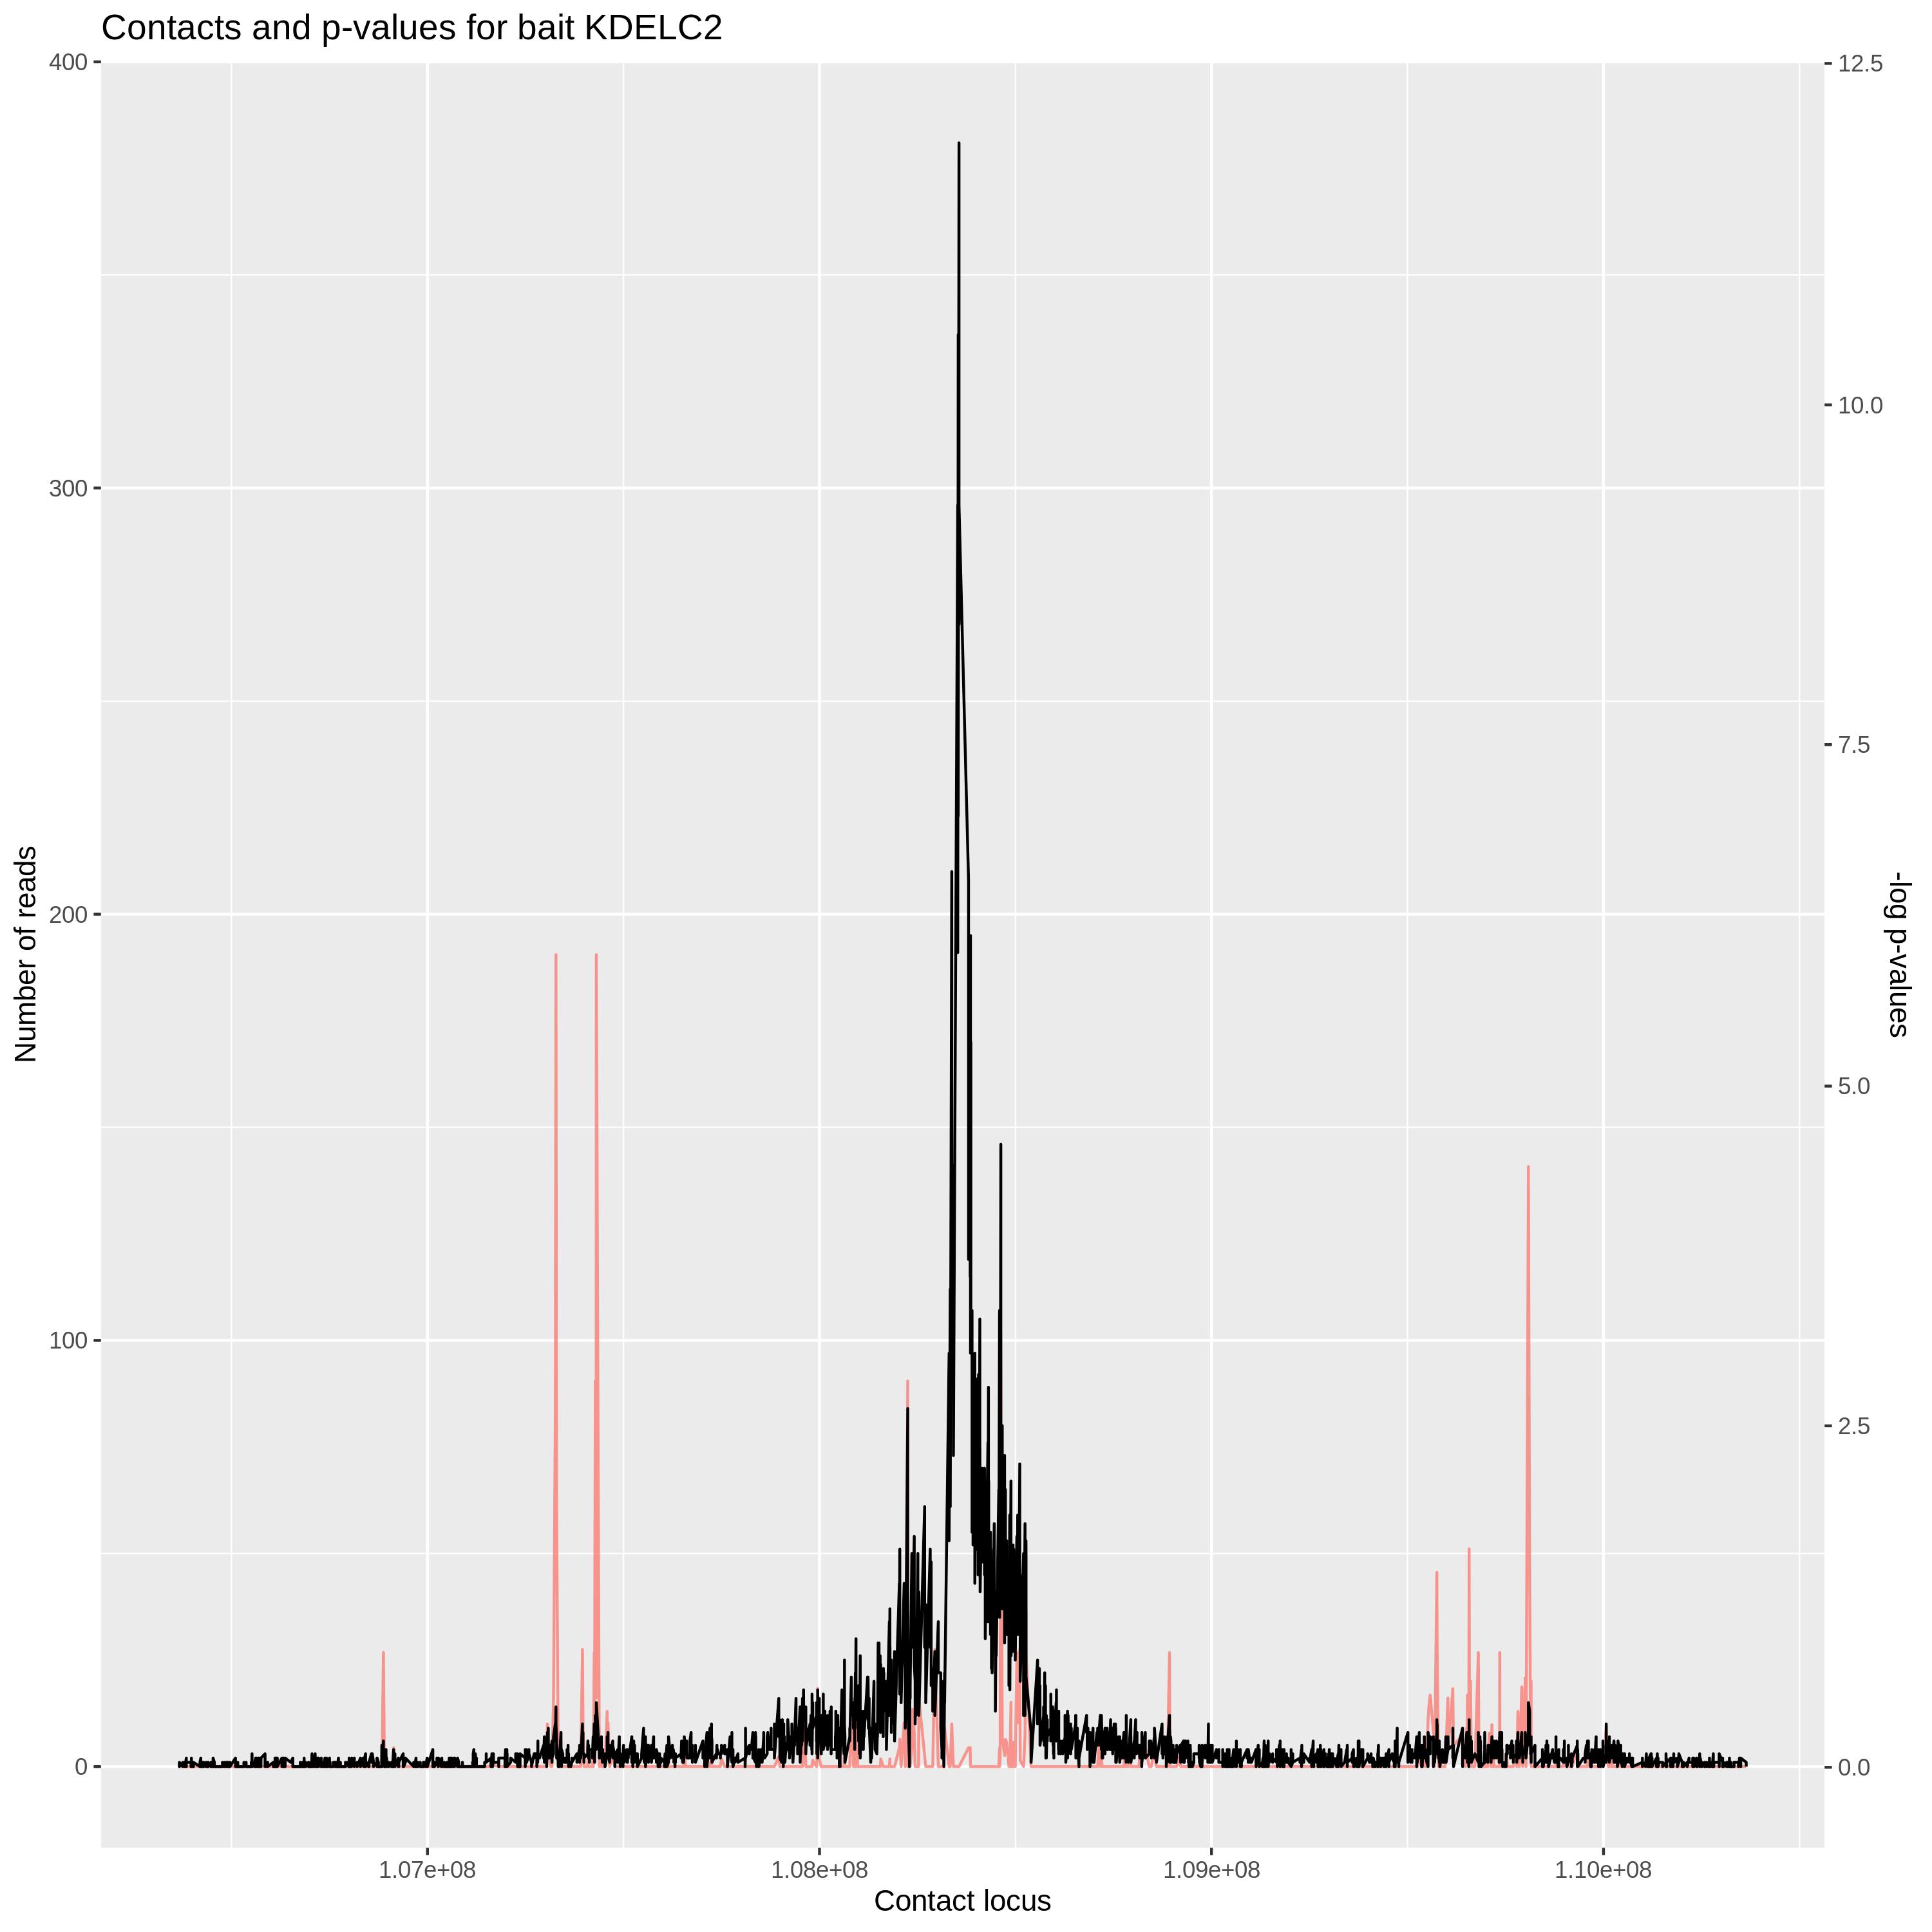 Contacts and p-values for bait KDELC2
400
300
200
100
0
12.5
10.0
7.5
5.0
2.5
0.0
Number of reads
-log p-values
1.07e+08
1.08e+08
1.09e+08
1.10e+08
Contact locus